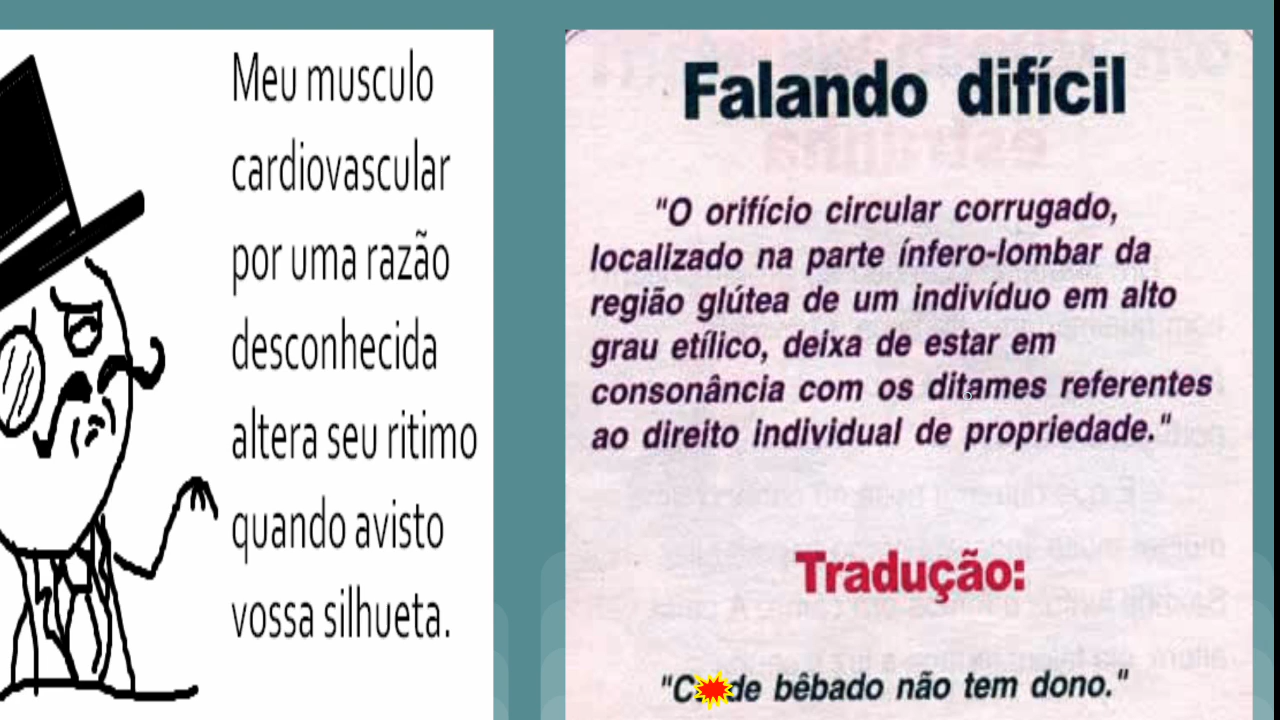 Meu musculo
cardiovascular
por uma razão
desconhecida
altera seu ritimo
quando avisto
vossa silhueta.
Falando difícil
"O orifício circular corrugado,
localizado na parte ínfero-lombar da
região glútea de um indivíduo em alto
grau etílico, deixa de estar em
consonância com os ditames referentes
ao direito individual de propriedade."
Tradução:
de bêbado não tem dono."